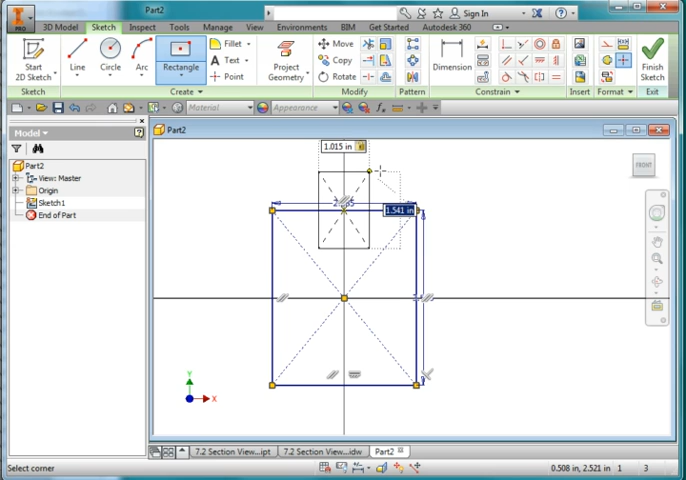 Part2
Sign In
PRO
3D Model Sketch Inspect Tools Manage View Environments BIM Get Started Autodesk 360
Start
2D Sketch
Line
Circle
Arc
Rectangle
Fillet
Text
Point
Project
Geometry
Move
Copy
Rotate
Dimension
Finish
Sketch
Sketch
Create
Modify
Pattern
Constrain
Insert
Format
Exit
Material
Appearance
Model
Part2
View: Master
Origin
Sketch1
End of Part
Part2
FRONT
1.015 in
1.541 in
Y
X
7.2 Section View...ipt 7.2 Section View...idw Part2
Select corner
0.508 in, 2.521 in 1 3